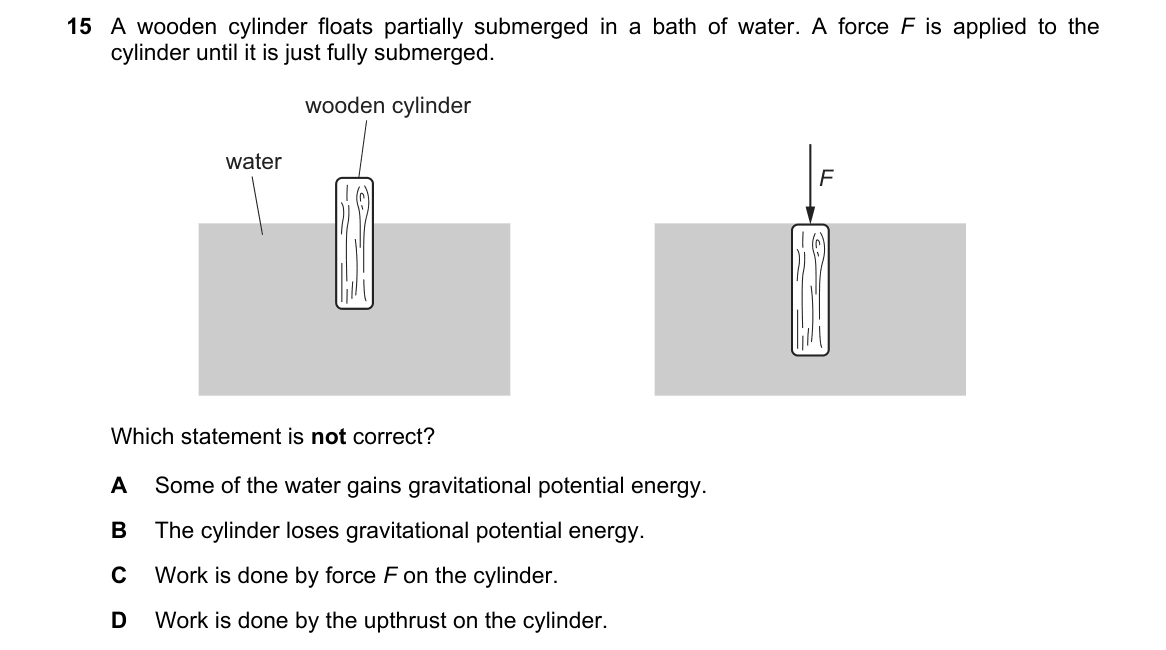 15 A wooden cylinder floats partially submerged in a bath of water. A force F is applied to the
cylinder until it is just fully submerged.
wooden cylinder
water
F
Which statement is not correct?
A Some of the water gains gravitational potential energy.
B The cylinder loses gravitational potential energy.
C Work is done by force F on the cylinder.
D Work is done by the upthrust on the cylinder.